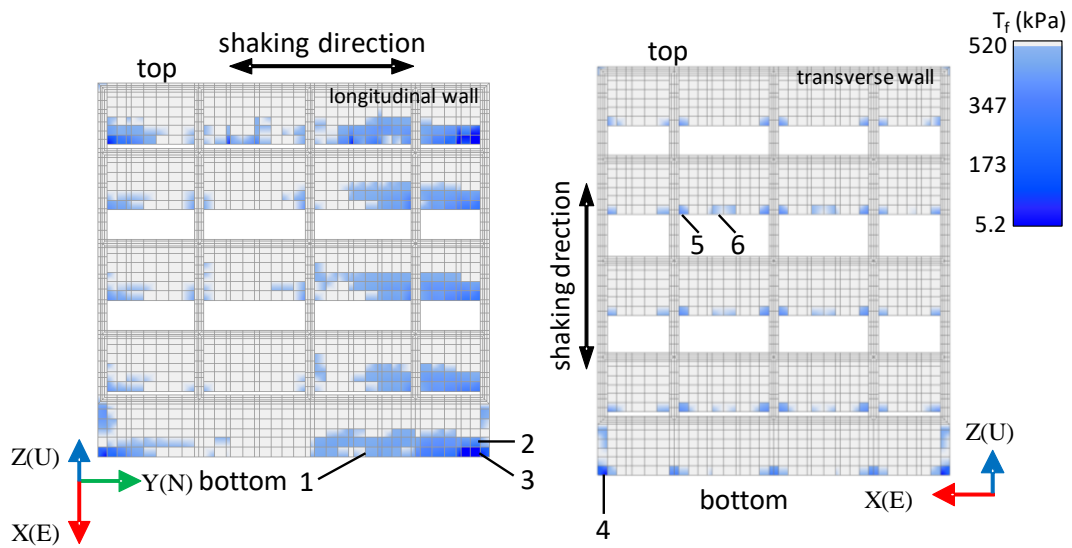 shaking direction
top
longitudinal wall
Z(U)
Y(N)
X(E)
bottom
1
2
3
top
transverse wall
shaking direction
5
6
4
bottom
Z(U)
X(E)
T_f (kPa)
520
347
173
5.2